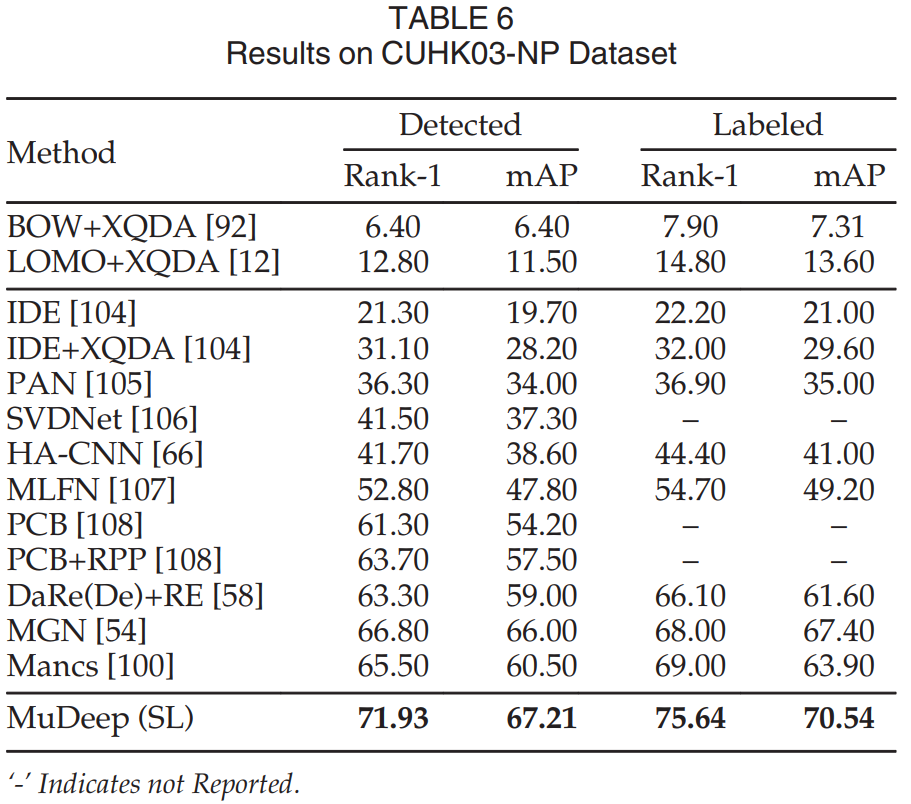 TABLE 6
Results on CUHK03-NP Dataset
Method Detected Labeled
Rank-1 mAP Rank-1 mAP
BOW+XQDA [92] 6.40 6.40 7.90 7.31
LOMO+XQDA [12] 12.80 11.50 14.80 13.60
IDE [104] 21.30 19.70 22.20 21.00
IDE+XQDA [104] 31.10 28.20 32.00 29.60
PAN [105] 36.30 34.00 36.90 35.00
SVDNet [106] 41.50 37.30 – –
HA-CNN [66] 41.70 38.60 44.40 41.00
MLFN [107] 52.80 47.80 54.70 49.20
PCB [108] 61.30 54.20 – –
PCB+RPP [108] 63.70 57.50 – –
DaRe(De)+RE [58] 63.30 59.00 66.10 61.60
MGN [54] 66.80 66.00 68.00 67.40
Mancs [100] 65.50 60.50 69.00 63.90
MuDeep (SL) 71.93 67.21 75.64 70.54
‘-’ Indicates not Reported.